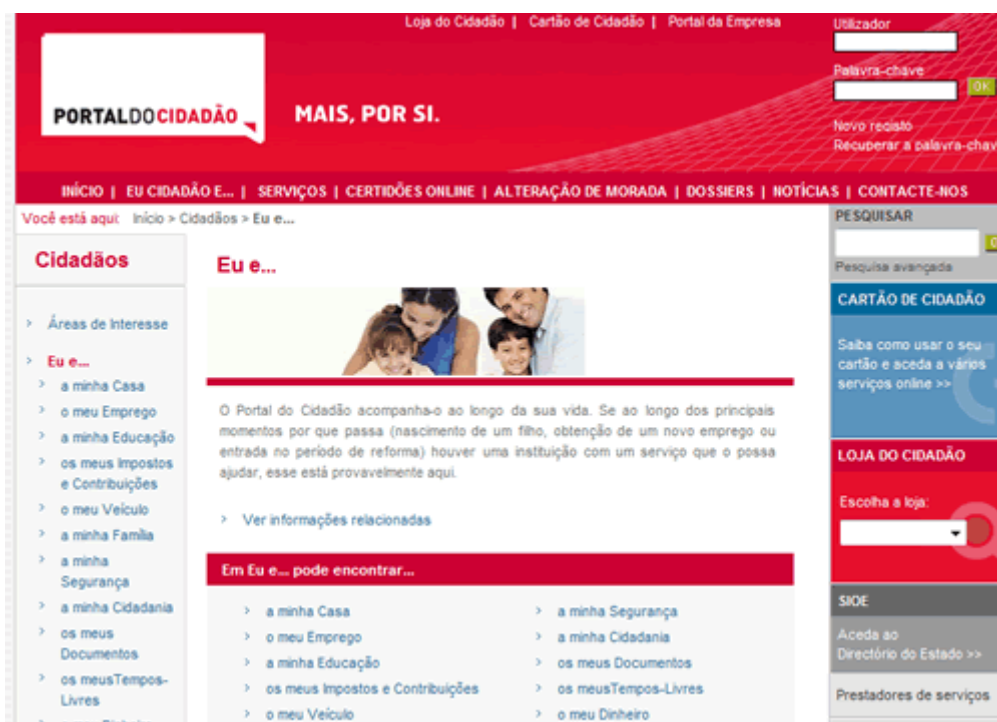 Loja do Cidadão | Cartão de Cidadão | Portal da Empresa
Utilizador
Palavra-chave
OK
Novo registo
Recuperar a palavra-chav
PORTALDOCIDADÃO
MAIS, POR SI.
INÍCIO | EU CIDADÃO E... | SERVIÇOS | CERTIDÕES ONLINE | ALTERAÇÃO DE MORADA | DOSSIERS | NOTÍCIAS | CONTACTE-NOS
Você está aqui: Início > Cidadãos > Eu e...
Cidadãos
> Áreas de Interesse
> Eu e...
> a minha Casa
> o meu Emprego
> a minha Educação
> os meus Impostos
e Contribuições
> o meu Veículo
> a minha Família
> a minha
Segurança
> a minha Cidadania
> os meus
Documentos
> os meusTempos-
Livres
Eu e...
O Portal do Cidadão acompanha-o ao longo da sua vida. Se ao longo dos principais
momentos por que passa (nascimento de um filho, obtenção de um novo emprego ou
entrada no período de reforma) houver uma instituição com um serviço que o possa
ajudar, esse está provavelmente aqui.
> Ver informações relacionadas
Em Eu e... pode encontrar...
> a minha Casa
> o meu Emprego
> a minha Educação
> os meus Impostos e Contribuições
> o meu Veículo
> a minha Segurança
> a minha Cidadania
> os meus Documentos
> os meusTempos-Livres
> o meu Dinheiro
PESQUISAR
Pesquisa avançada
CARTÃO DE CIDADÃO
Saiba como usar o seu
cartão e aceda a vários
serviços online >>
LOJA DO CIDADÃO
Escolha a loja:
SIOE
Aceda ao
Directório do Estado >>
Prestadores de serviços